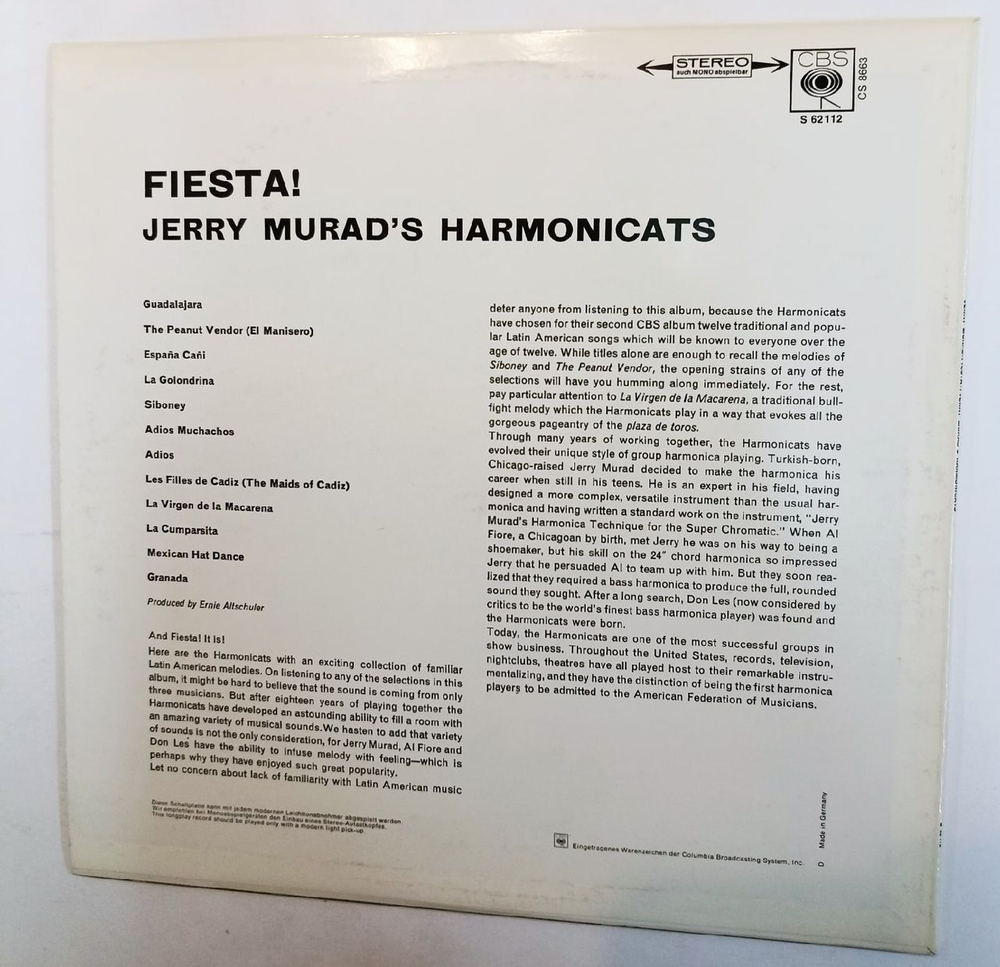 STEREO
auch MONO abspielbar
CBS
S 62112
CS 8663
FIESTA!
JERRY MURAD'S HARMONICATS
Guadalajara
The Peanut Vendor (El Manisero)
España Cañi
La Golondrina
Siboney
Adios Muchachos
Adios
Les Filles de Cadiz (The Maids of Cadiz)
La Virgen de la Macarena
La Cumparsita
Mexican Hat Dance
Granada
Produced by Ernie Altschuler
And Fiesta! It Is!
Here are the Harmonicats with an exciting collection of familiar
Latin American melodies. On listening to any of the selections in this
album, it might be hard to believe that the sound is coming from only
three musicians. But after eighteen years of playing together the
Harmonicats have developed an astounding ability to fill a room with
an amazing variety of musical sounds.We hasten to add that variety
of sounds is not the only consideration, for Jerry Murad, Al Fiore and
Don Les have the ability to infuse melody with feeling—which is
perhaps why they have enjoyed such great popularity.
Let no concern about lack of familiarity with Latin American music
deter anyone from listening to this album, because the Harmonicats
have chosen for their second CBS album twelve traditional and popu-
lar Latin American songs which will be known to everyone over the
age of twelve. While titles alone are enough to recall the melodies of
Siboney and The Peanut Vendor, the opening strains of any of the
selections will have you humming along immediately. For the rest,
pay particular attention to La Virgen de la Macarena, a traditional bull-
fight melody which the Harmonicats play in a way that evokes all the
gorgeous pageantry of the plaza de toros.
Through many years of working together, the Harmonicats have
evolved their unique style of group harmonica playing. Turkish-born,
Chicago-raised Jerry Murad decided to make the harmonica his
career when still in his teens. He is an expert in his field, having
designed a more complex, versatile instrument than the usual har-
monica and having written a standard work on the instrument, "Jerry
Murad's Harmonica Technique for the Super Chromatic." When Al
Fiore, a Chicagoan by birth, met Jerry he was on his way to being a
shoemaker, but his skill on the 24" chord harmonica so impressed
Jerry that he persuaded Al to team up with him. But they soon rea-
lized that they required a bass harmonica to produce the full, rounded
sound they sought. After a long search, Don Les (now considered by
critics to be the world's finest bass harmonica player) was found and
the Harmonicats were born.
Today, the Harmonicats are one of the most successful groups in
show business. Throughout the United States, records, television,
nightclubs, theatres have all played host to their remarkable instru-
mentalizing, and they have the distinction of being the first harmonica
players to be admitted to the American Federation of Musicians.
Diese Schallplatte kann mit jedem modernen Leichttonabnehmer abgespielt werden.
Wir empfehlen bei Monoabspielgeräten den Einbau eines Stereo-Abtastkopfes.
This longplay record should be played only with a modern light pick-up.
Eingetragenes Warenzeichen der Columbia Broadcasting System, Inc.
D Made in Germany